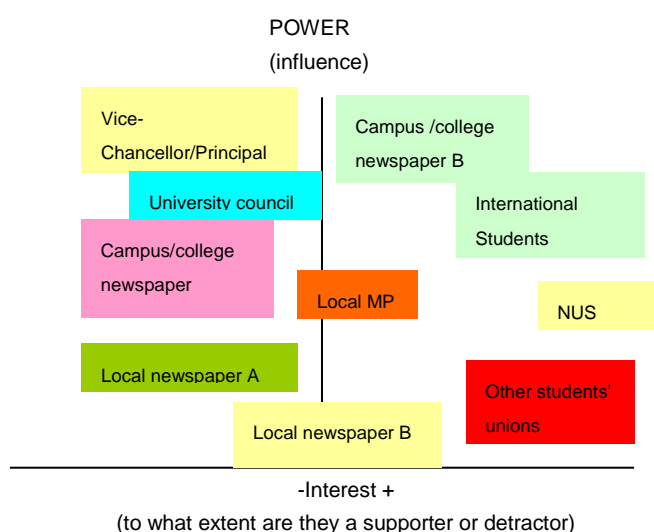 POWER
(influence)
Vice-
Chancellor/Principal
Campus /college
newspaper B
University council
International
Students
Campus/college
newspaper
Local MP
NUS
Local newspaper A
Other students’
unions
Local newspaper B
-Interest +
(to what extent are they a supporter or detractor)